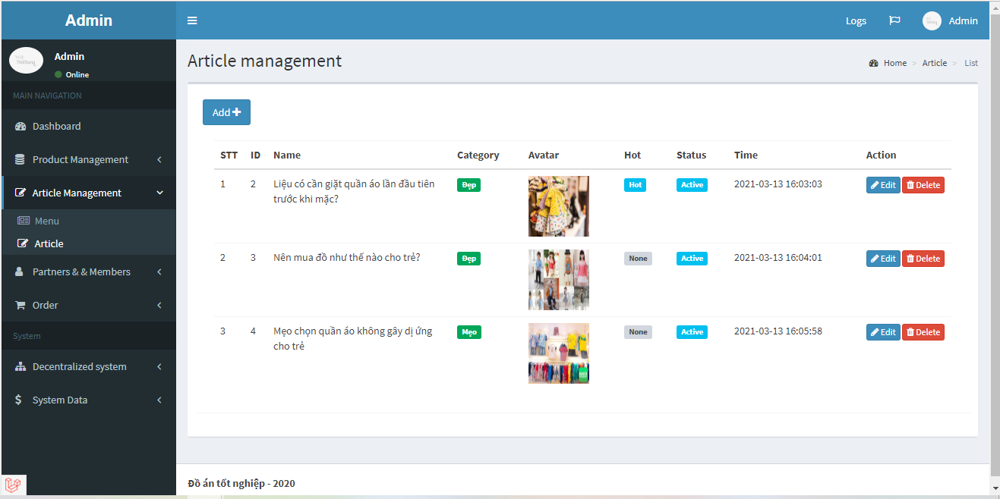 Admin
Logs
Admin
Admin
Online
MAIN NAVIGATION
Dashboard
Product Management
Article Management
Menu
Article
Partners & & Members
Order
System
Decentralized system
System Data
Article management
Home > Article > List
Add
STT ID Name Category Avatar Hot Status Time Action
1 2 Liệu có cần giặt quần áo lần đầu tiên Đẹp Hot Active 2021-03-13 16:03:03 Edit Delete
trước khi mặc?
2 3 Nên mua đồ như thế nào cho trẻ? Đẹp None Active 2021-03-13 16:04:01 Edit Delete
3 4 Mẹo chọn quần áo không gây dị ứng Mẹo None Active 2021-03-13 16:05:58 Edit Delete
cho trẻ
Đồ án tốt nghiệp - 2020